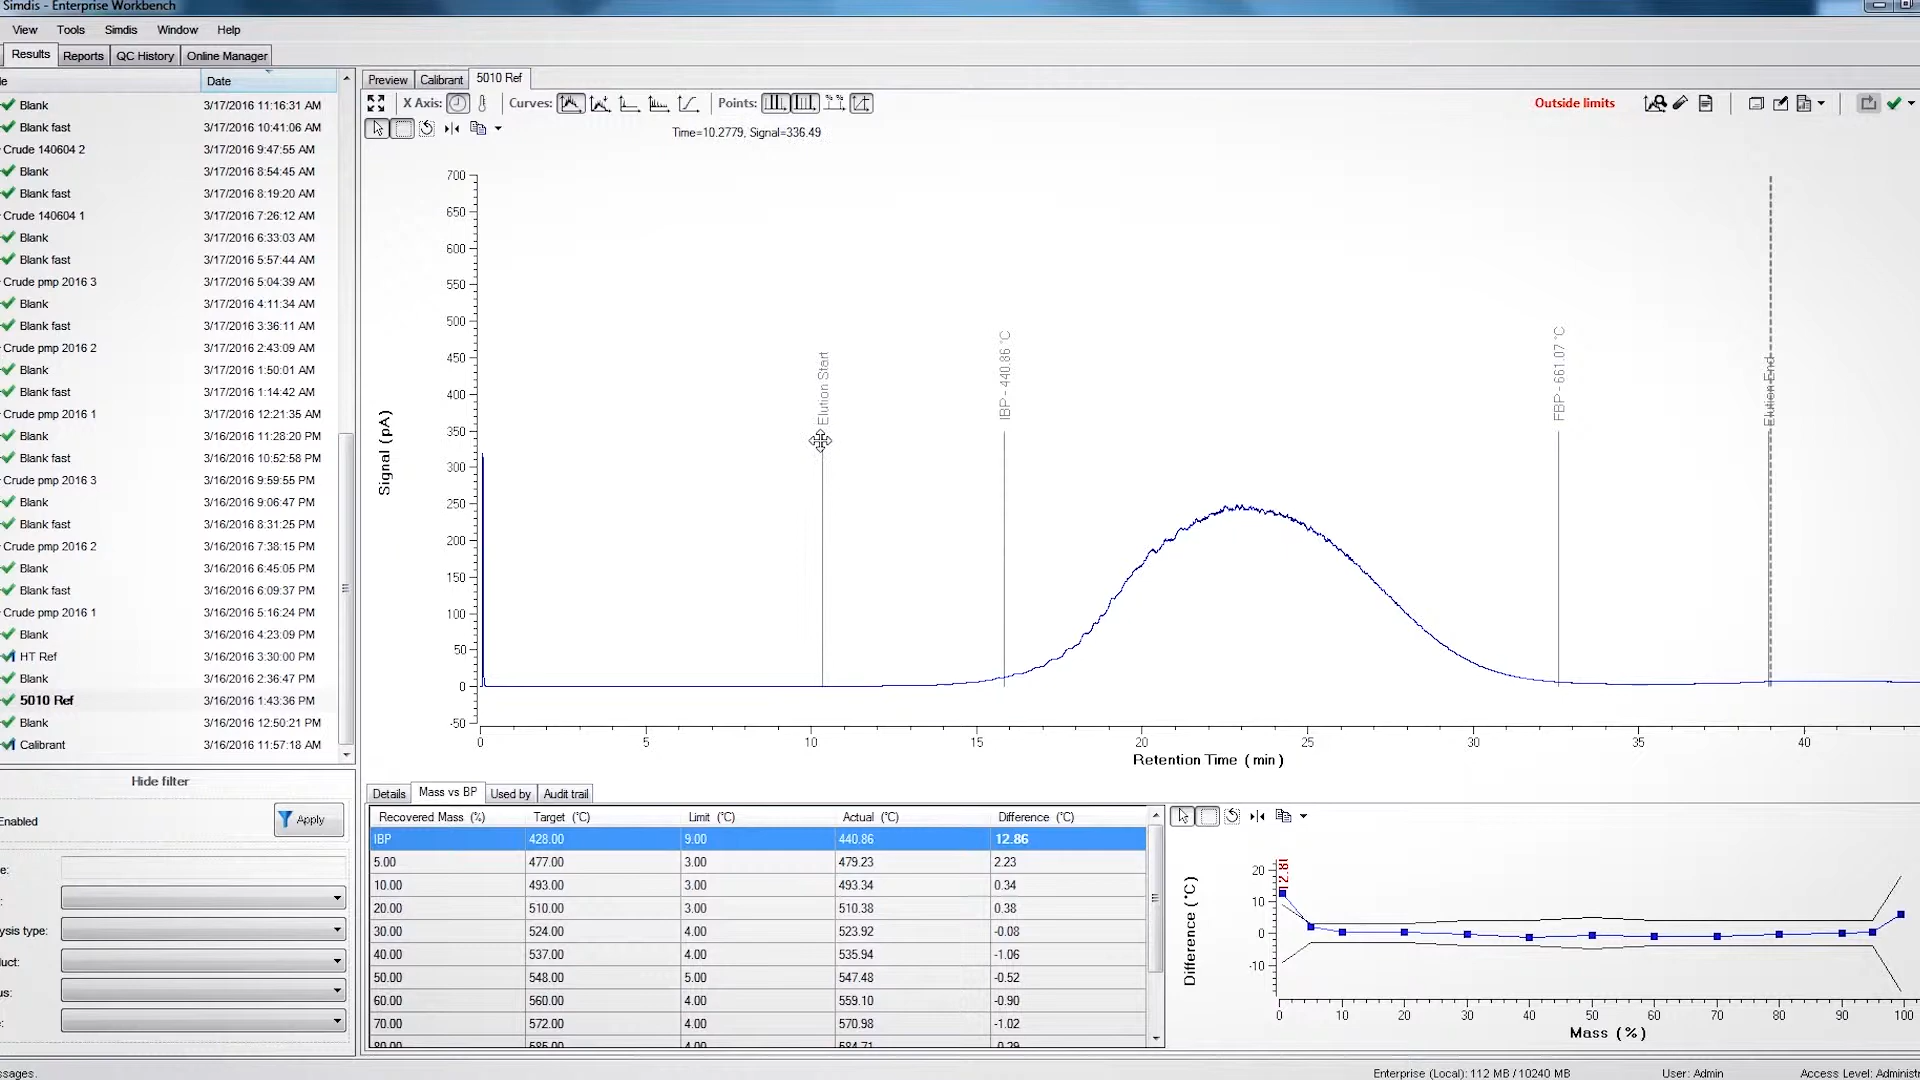 Simdis - Enterprise Workbench
View Tools Simdis Window Help
Results Reports QC History Online Manager
le Date
Blank 3/17/2016 11:16:31 AM
Blank fast 3/17/2016 10:41:06 AM
Crude 140604 2 3/17/2016 9:47:55 AM
Blank 3/17/2016 8:54:45 AM
Blank fast 3/17/2016 8:19:20 AM
Crude 140604 1 3/17/2016 7:26:12 AM
Blank 3/17/2016 6:33:03 AM
Blank fast 3/17/2016 5:57:44 AM
Crude pmp 2016 3 3/17/2016 5:04:39 AM
Blank 3/17/2016 4:11:34 AM
Blank fast 3/17/2016 3:36:11 AM
Crude pmp 2016 2 3/17/2016 2:43:09 AM
Blank 3/17/2016 1:50:01 AM
Blank fast 3/17/2016 1:14:42 AM
Crude pmp 2016 1 3/17/2016 12:21:35 AM
Blank 3/16/2016 11:28:20 PM
Blank fast 3/16/2016 10:52:58 PM
Crude pmp 2016 3 3/16/2016 9:59:55 PM
Blank 3/16/2016 9:06:47 PM
Blank fast 3/16/2016 8:31:25 PM
Crude pmp 2016 2 3/16/2016 7:38:15 PM
Blank 3/16/2016 6:45:05 PM
Blank fast 3/16/2016 6:09:37 PM
Crude pmp 2016 1 3/16/2016 5:16:24 PM
Blank 3/16/2016 4:23:09 PM
HT Ref 3/16/2016 3:30:00 PM
Blank 3/16/2016 2:36:47 PM
5010 Ref 3/16/2016 1:43:36 PM
Blank 3/16/2016 12:50:21 PM
Calibrant 3/16/2016 11:57:18 AM
Hide filter
Enabled Apply
e:
:
ysis type:
uct:
us:
:
Preview Calibrant 5010 Ref
X Axis: Curves: Points: Outside limits
Time=10.2779, Signal=336.49
700
650
600
550
500
450
400
350
300
250
200
150
100
50
0
-50
Signal (pA)
Elution Start
IBP - 440.86 °C
FBP - 661.07 °C
Elution End
0 5 10 15 20 25 30 35 40
Retention Time (min)
Details Mass vs BP Used by Audit trail
Recovered Mass (%) Target (°C) Limit (°C) Actual (°C) Difference (°C)
IBP 428.00 9.00 440.86 12.86
5.00 477.00 3.00 479.23 2.23
10.00 493.00 3.00 493.34 0.34
20.00 510.00 3.00 510.38 0.38
30.00 524.00 4.00 523.92 -0.08
40.00 537.00 4.00 535.94 -1.06
50.00 548.00 5.00 547.48 -0.52
60.00 560.00 4.00 559.10 -0.90
70.00 572.00 4.00 570.98 -1.02
80.00 585.00 4.00 584.71 -0.29
Difference (°C)
20
10
0
-10
12.86
0 10 20 30 40 50 60 70 80 90 100
Mass (%)
ssages.
Enterprise (Local): 112 MB / 10240 MB User: Admin Access Level: Administr